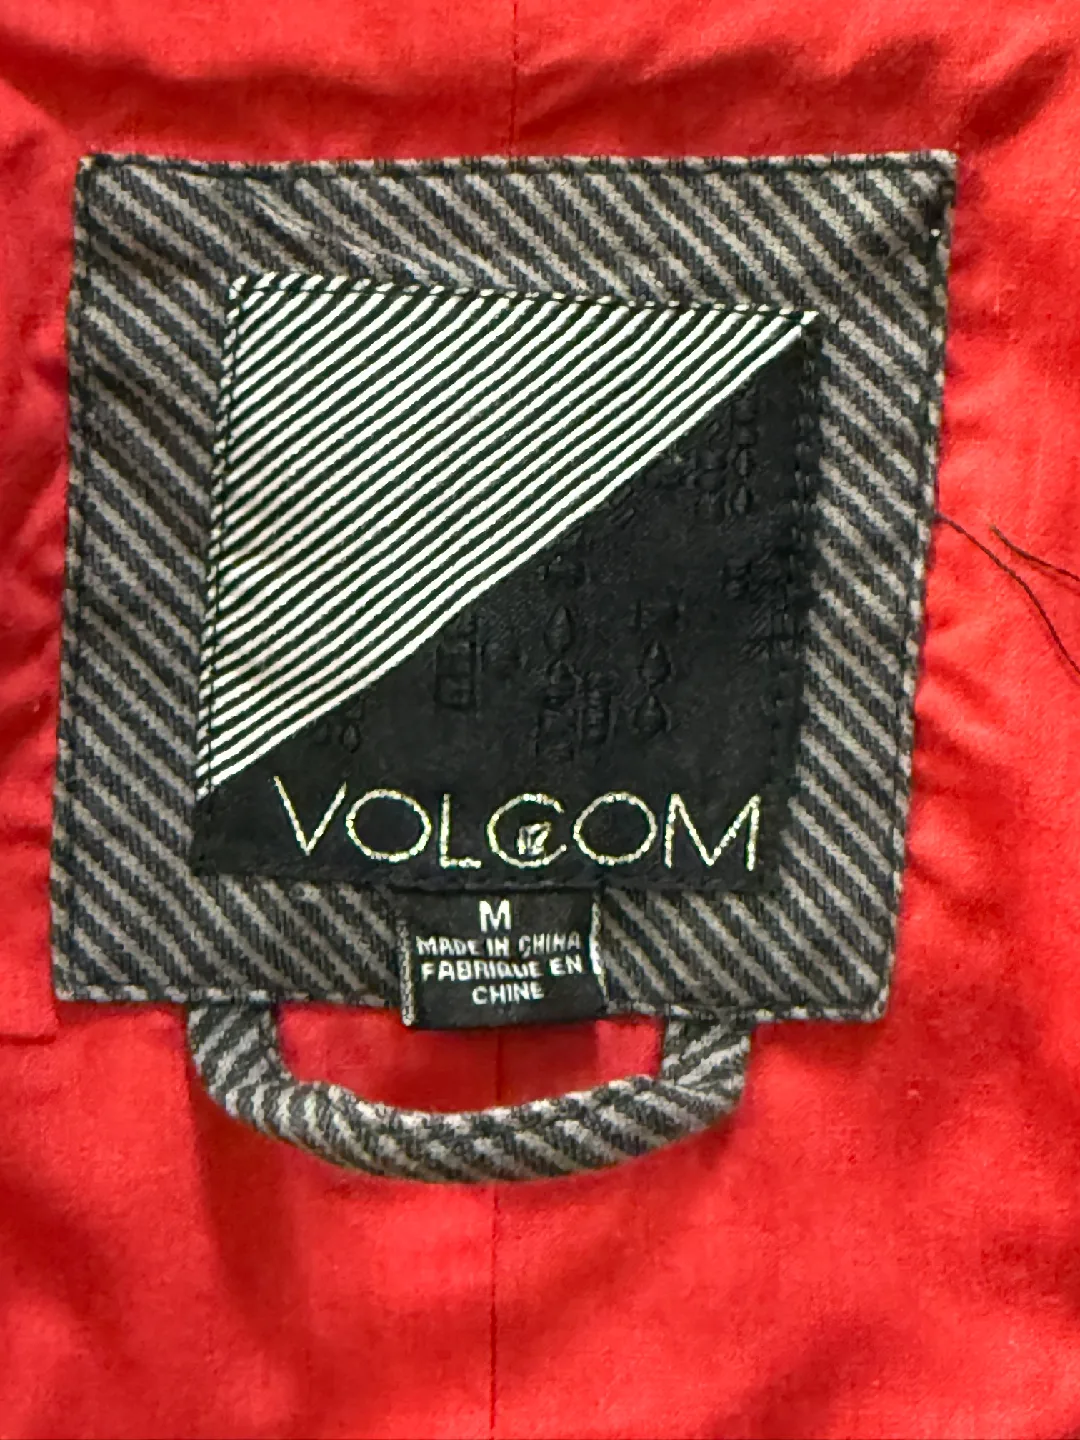 VOLCOM
M
MADE IN CHINA
FABRIQUE EN
CHINE